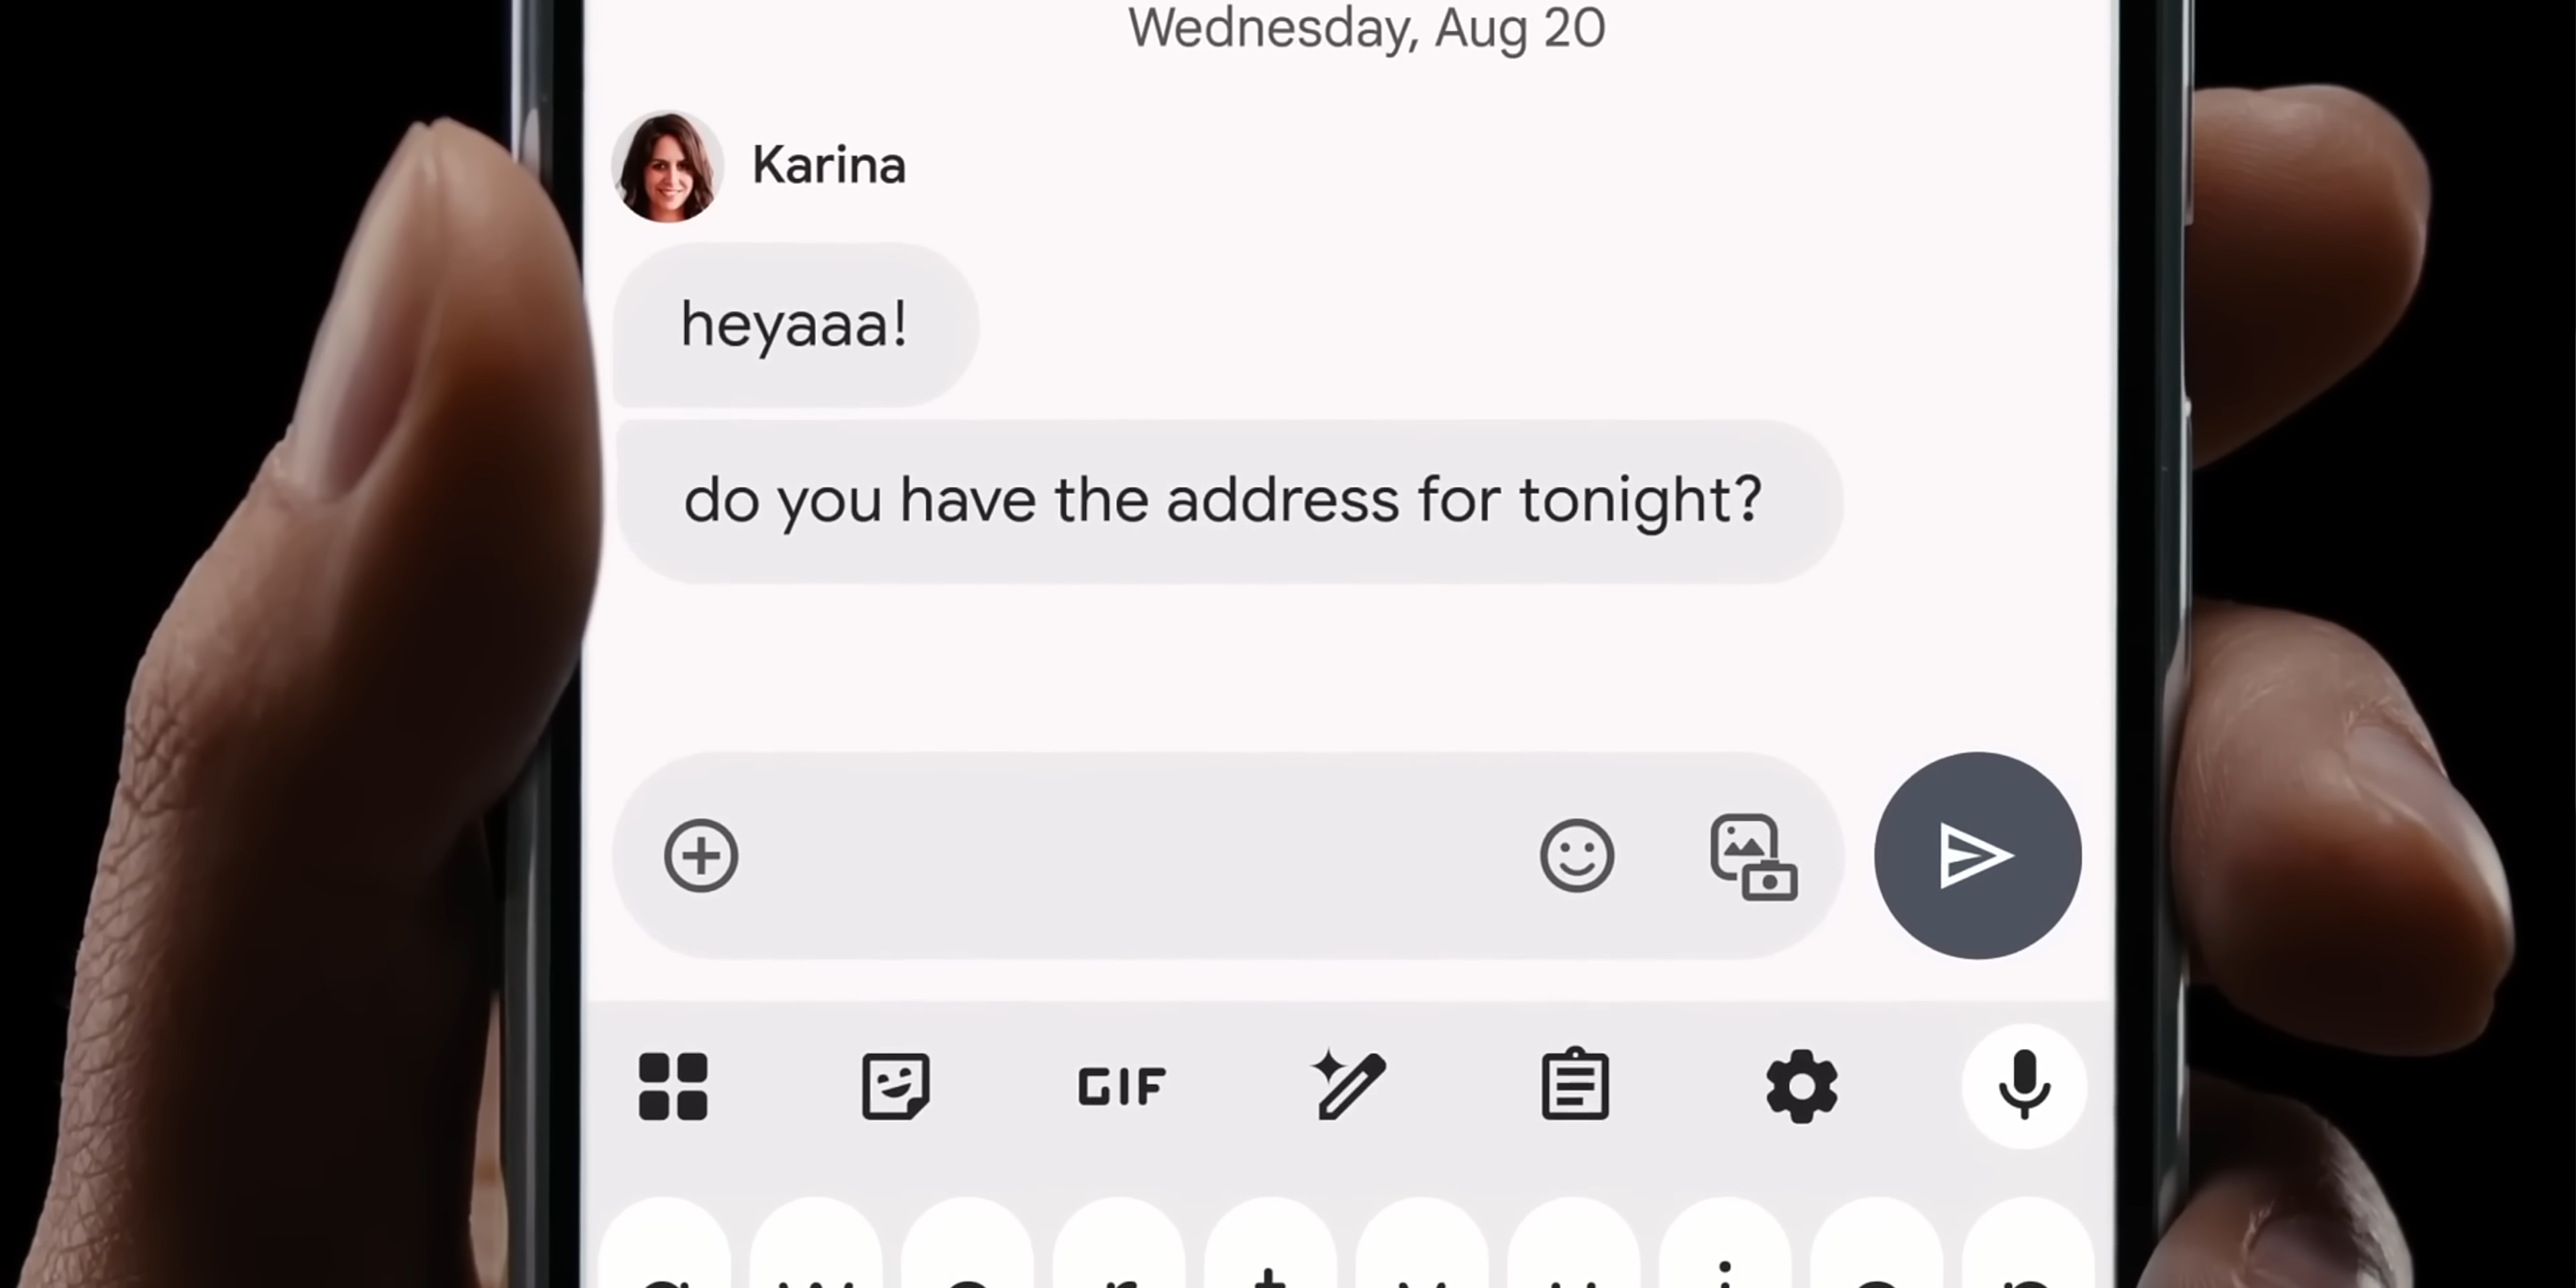 Wednesday, Aug 20
Karina
heyaaa!
do you have the address for tonight?
GIF